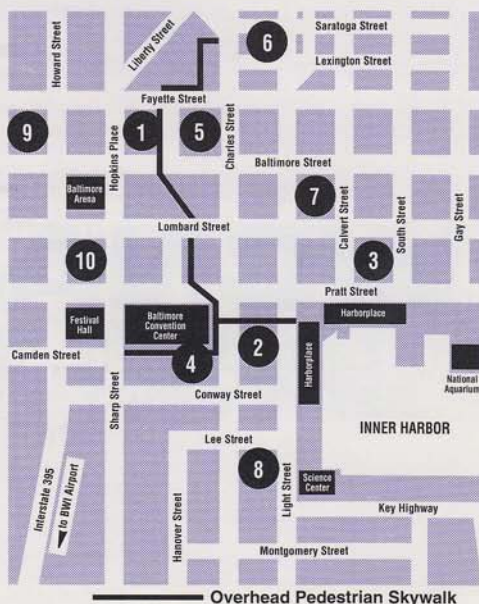 Howard Street
Liberty Street
6
Saratoga Street
Lexington Street
Fayette Street
9
Hopkins Place
1
5
Charles Street
Baltimore Street
Baltimore
Arena
7
Calvert Street
South Street
Gay Street
Lombard Street
10
3
Pratt Street
Festival
Hall
Baltimore
Convention
Center
Harborplace
Camden Street
4
2
Harborplace
National
Aquarium
Sharp Street
Conway Street
INNER HARBOR
Lee Street
8
Light Street
Science
Center
Interstate 395
to BWI Airport
Hanover Street
Key Highway
Montgomery Street
Overhead Pedestrian Skywalk